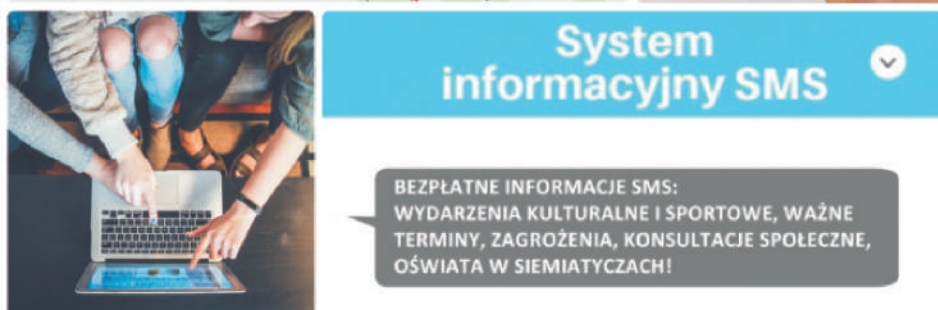 System
informacyjny SMS
BEZPŁATNE INFORMACJE SMS:
WYDARZENIA KULTURALNE I SPORTOWE, WAŻNE
TERMINY, ZAGROŻENIA, KONSULTACJE SPOŁECZNE,
OŚWIATA W SIEMIATYCZACH!